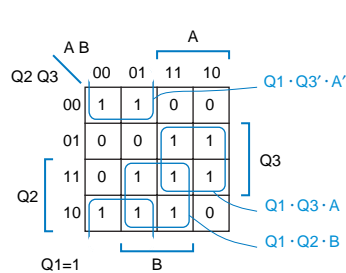 A B
A
Q2 Q3
00 01 11 10
Q1·Q3′·A′
00 1 1 0 0
01 0 0 1 1
Q3
11 0 1 1 1
Q2
Q1·Q3·A
10 1 1 1 0
Q1·Q2·B
Q1=1
B